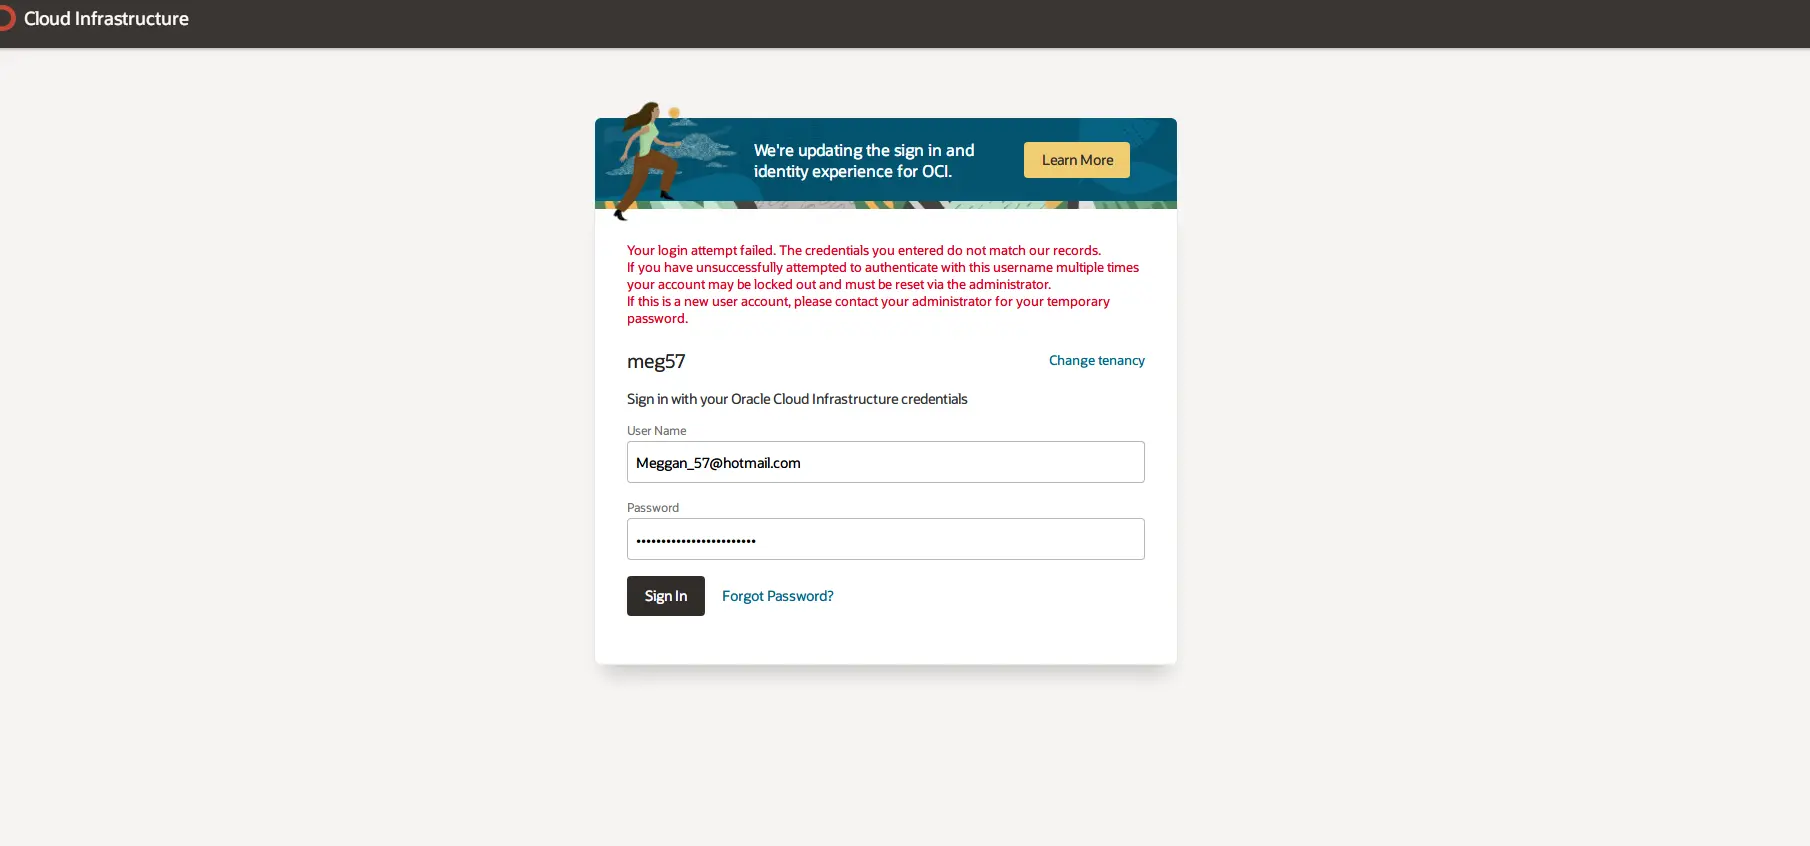 Cloud Infrastructure
We're updating the sign in and
identity experience for OCI.
Learn More
Your login attempt failed. The credentials you entered do not match our records.
If you have unsuccessfully attempted to authenticate with this username multiple times
your account may be locked out and must be reset via the administrator.
If this is a new user account, please contact your administrator for your temporary
password.
meg57
Change tenancy
Sign in with your Oracle Cloud Infrastructure credentials
User Name
Meggan_57@hotmail.com
Password
Sign In
Forgot Password?